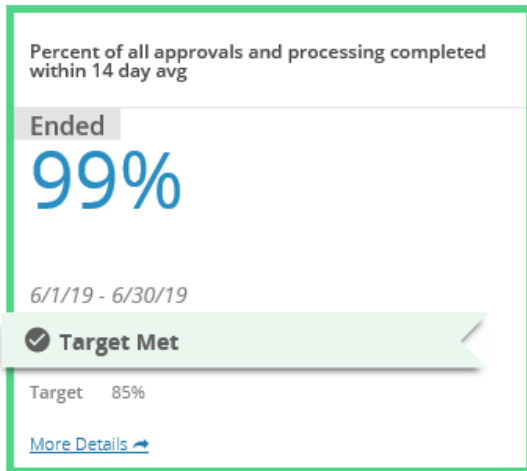 Percent of all approvals and processing completed
within 14 day avg
Ended
99%
6/1/19 - 6/30/19
Target Met
Target 85%
More Details